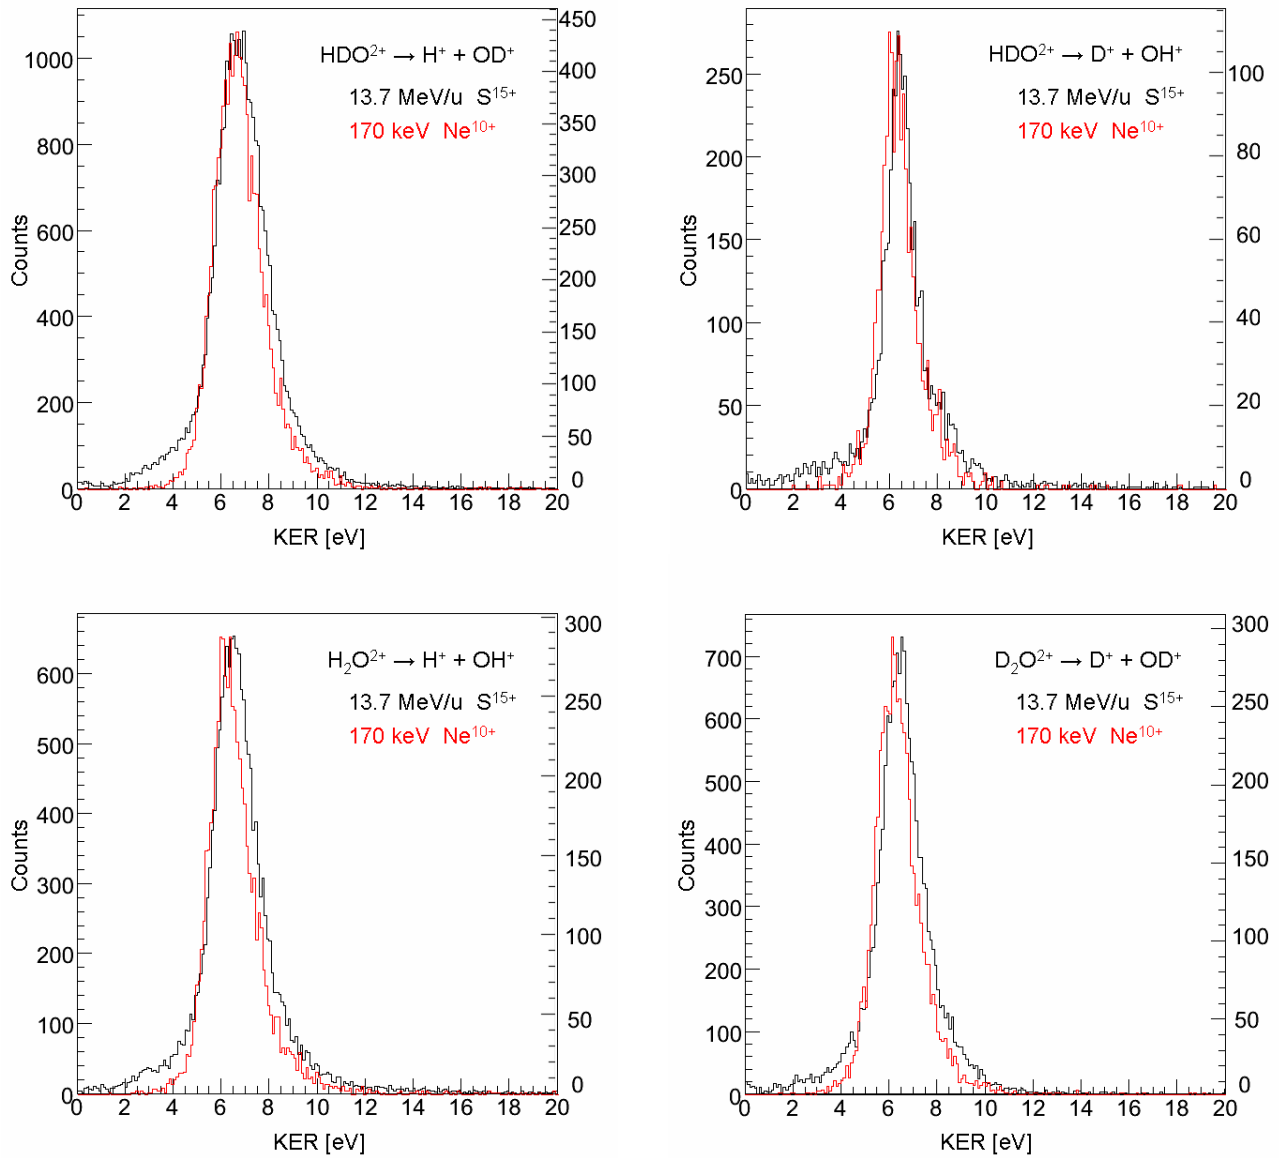 HDO²⁺ → H⁺ + OD⁺
13.7 MeV/u S¹⁵⁺
170 keV Ne¹⁰⁺
Counts
0 200 400 600 800 1000
0 50 100 150 200 250 300 350 400 450
0 2 4 6 8 10 12 14 16 18 20
KER [eV]
HDO²⁺ → D⁺ + OH⁺
13.7 MeV/u S¹⁵⁺
170 keV Ne¹⁰⁺
Counts
0 50 100 150 200 250
0 20 40 60 80 100
0 2 4 6 8 10 12 14 16 18 20
KER [eV]
H₂O²⁺ → H⁺ + OH⁺
13.7 MeV/u S¹⁵⁺
170 keV Ne¹⁰⁺
Counts
0 100 200 300 400 500 600
0 50 100 150 200 250 300
0 2 4 6 8 10 12 14 16 18 20
KER [eV]
D₂O²⁺ → D⁺ + OD⁺
13.7 MeV/u S¹⁵⁺
170 keV Ne¹⁰⁺
Counts
0 100 200 300 400 500 600 700
0 50 100 150 200 250 300
0 2 4 6 8 10 12 14 16 18 20
KER [eV]